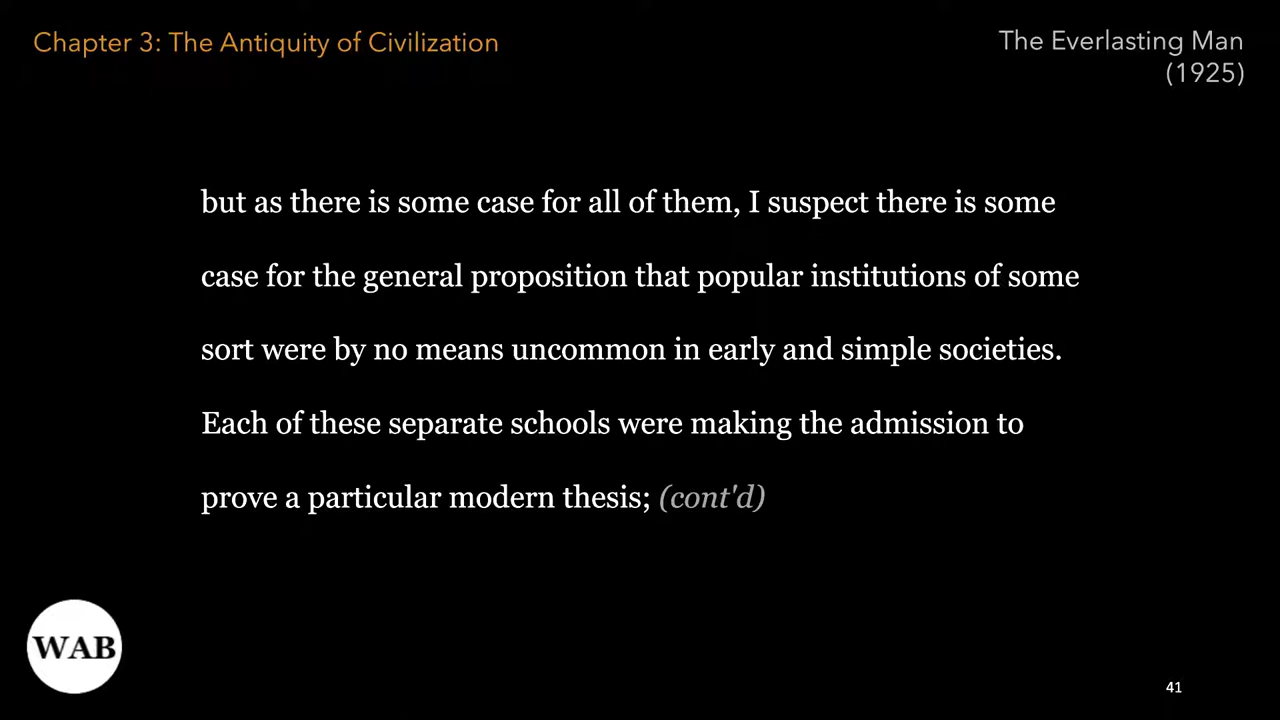 Chapter 3: The Antiquity of Civilization
The Everlasting Man
(1925)
but as there is some case for all of them, I suspect there is some
case for the general proposition that popular institutions of some
sort were by no means uncommon in early and simple societies.
Each of these separate schools were making the admission to
prove a particular modern thesis; (cont'd)
WAB
41